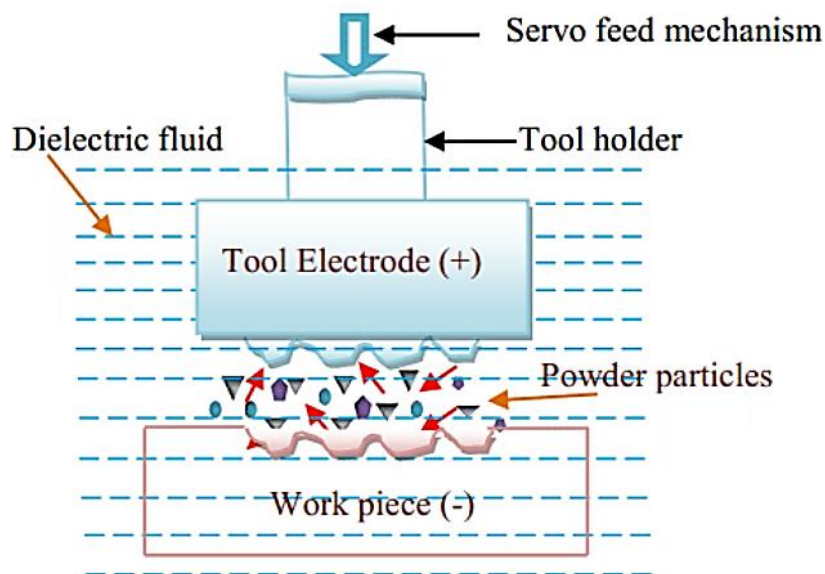 Servo feed mechanism
Dielectric fluid
Tool holder
Tool Electrode (+)
Powder particles
Work piece (-)